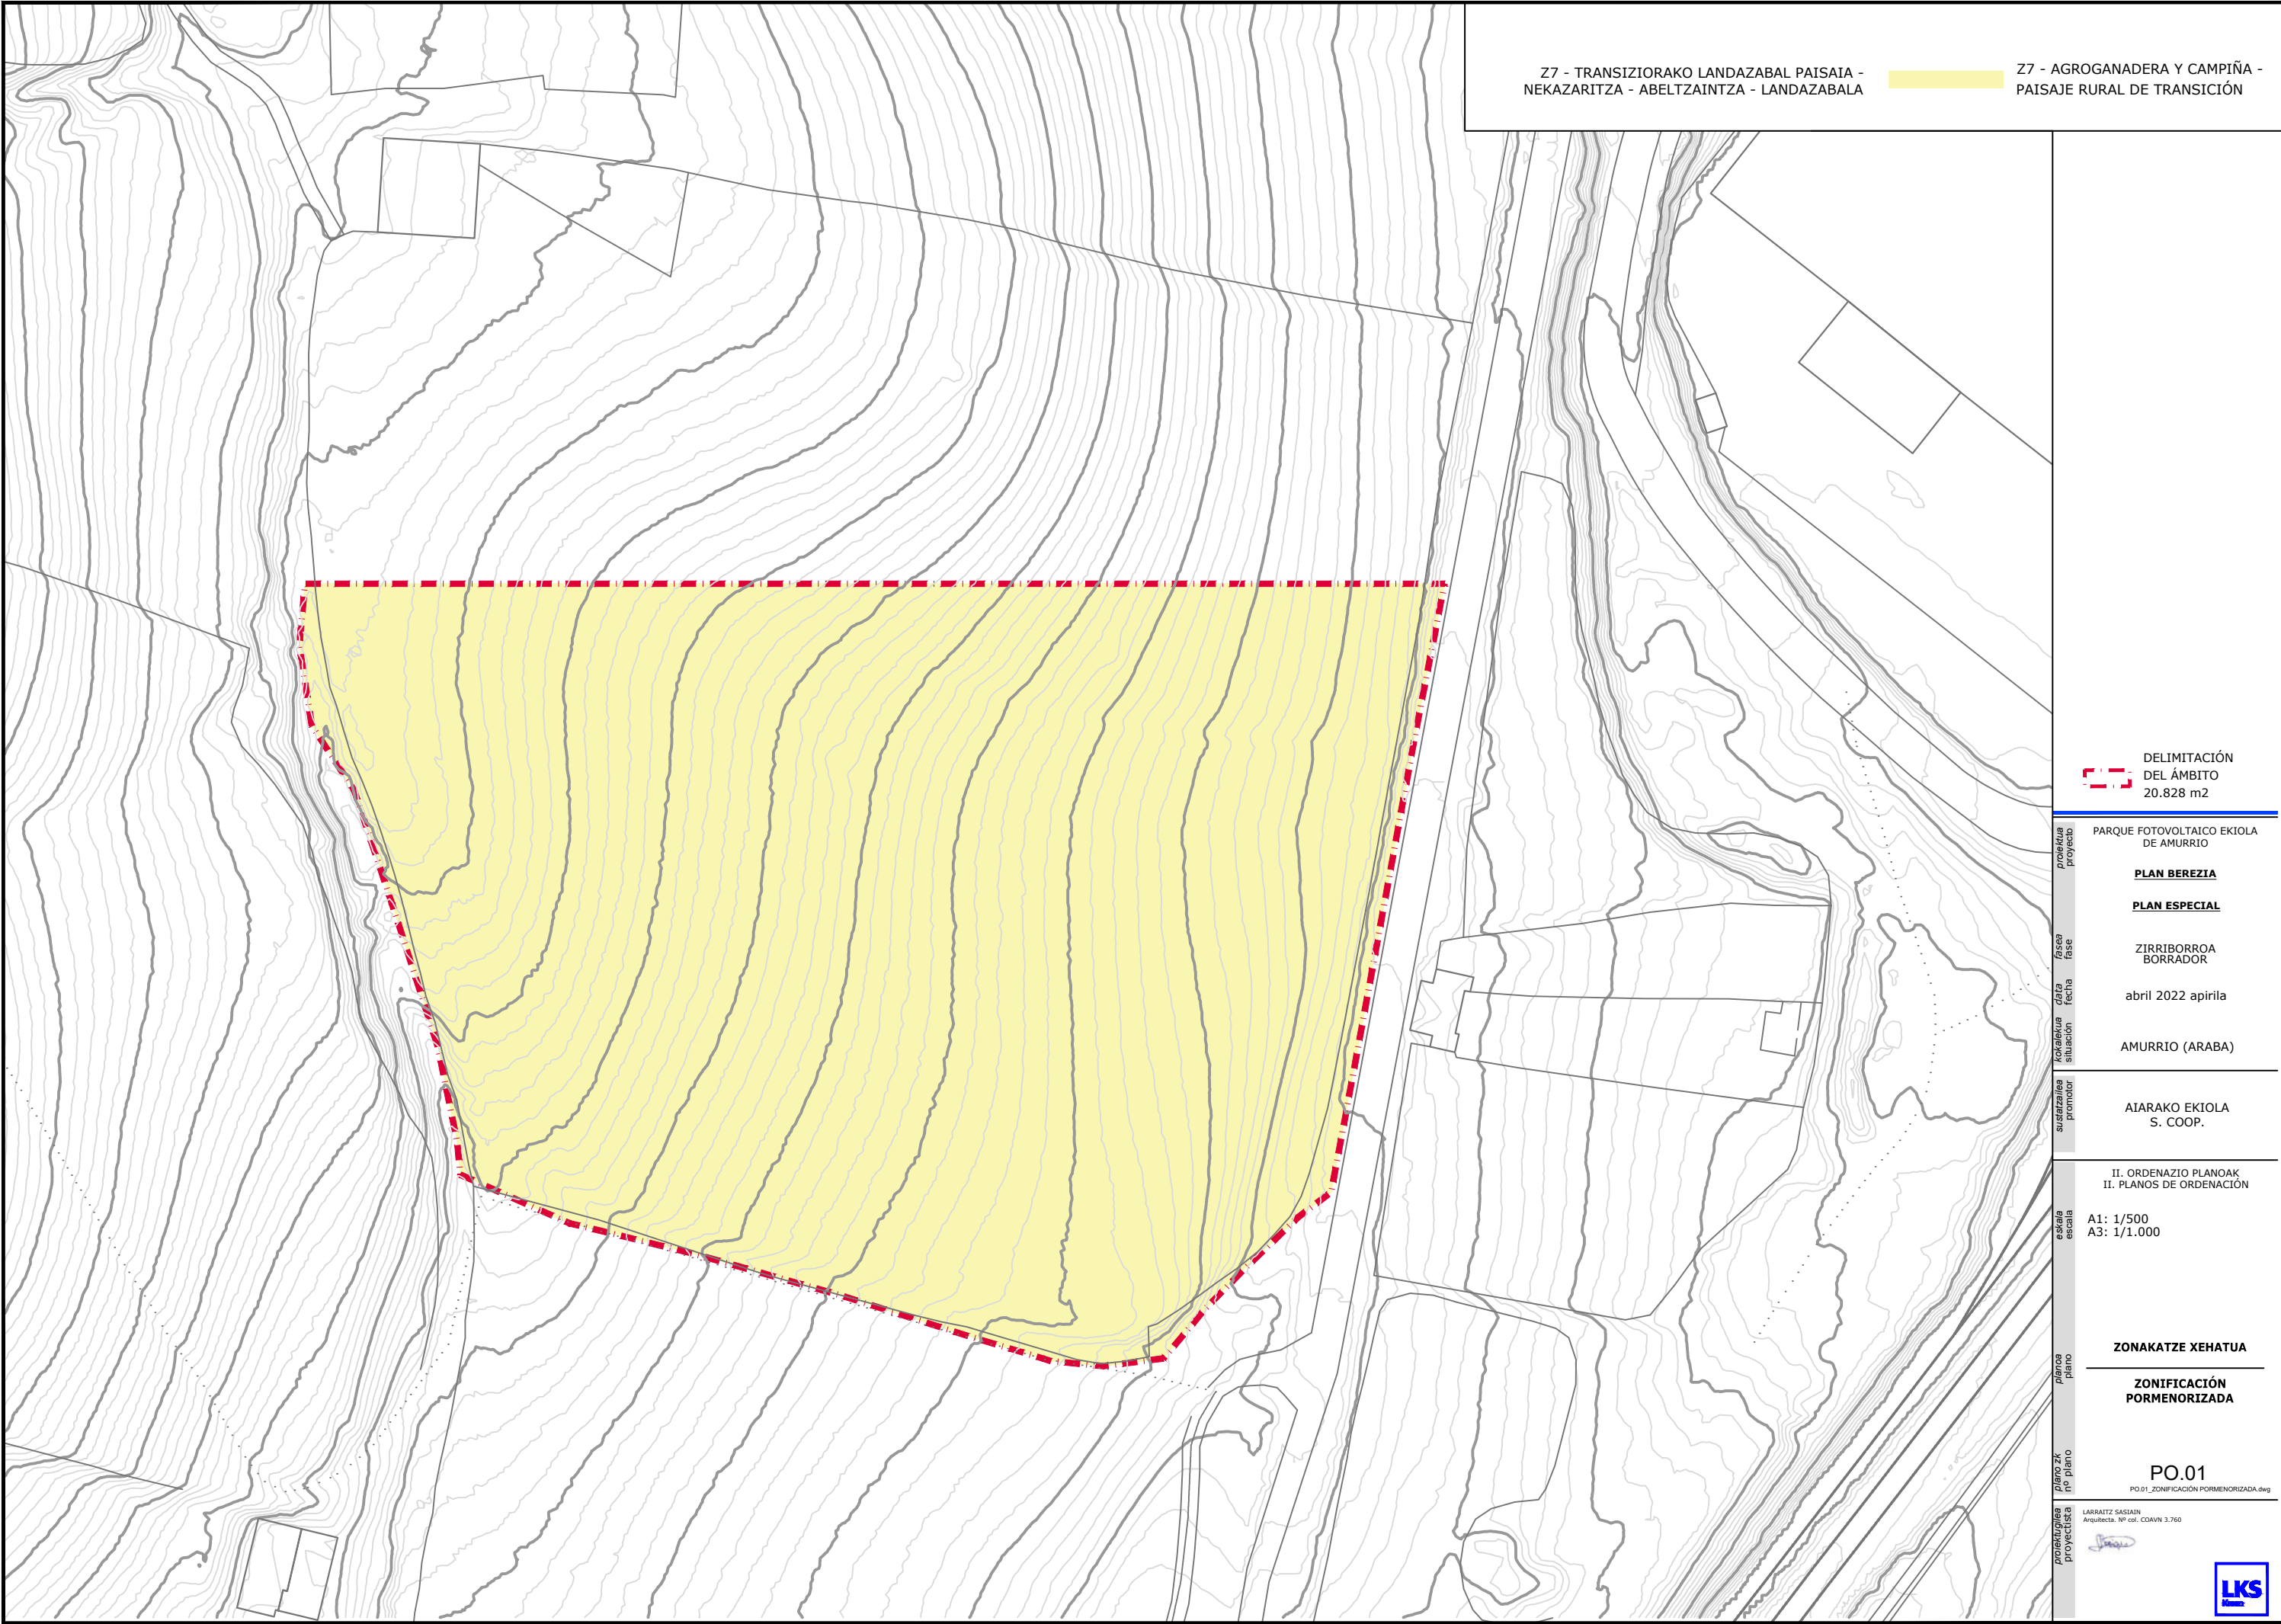 Z7 - TRANSIZIORAKO LANDAZABAL PAISAIA -
NEKAZARITZA - ABELTZAINTZA - LANDAZABALA
Z7 - AGROGANADERA Y CAMPIÑA -
PAISAJE RURAL DE TRANSICIÓN
DELIMITACIÓN
DEL ÁMBITO
20.828 m2
proiektua
proyecto
PARQUE FOTOVOLTAICO EKIOLA
DE AMURRIO
PLAN BEREZIA
PLAN ESPECIAL
fasea
fase
ZIRRIBORROA
BORRADOR
data
fecha
abril 2022 apirila
kokalekua
situación
AMURRIO (ARABA)
sustatzailea
promotor
AIARAKO EKIOLA
S. COOP.
II. ORDENAZIO PLANOAK
II. PLANOS DE ORDENACIÓN
eskala
escala
A1: 1/500
A3: 1/1.000
planoa
plano
ZONAKATZE XEHATUA
ZONIFICACIÓN
PORMENORIZADA
plano zk
nº plano
PO.01
PO.01_ZONIFICACIÓN PORMENORIZADA.dwg
proiektugilea
proyectista
LARRAITZ SASIAIN
Arquitecta. Nº col. COAVN 3.760
LKS